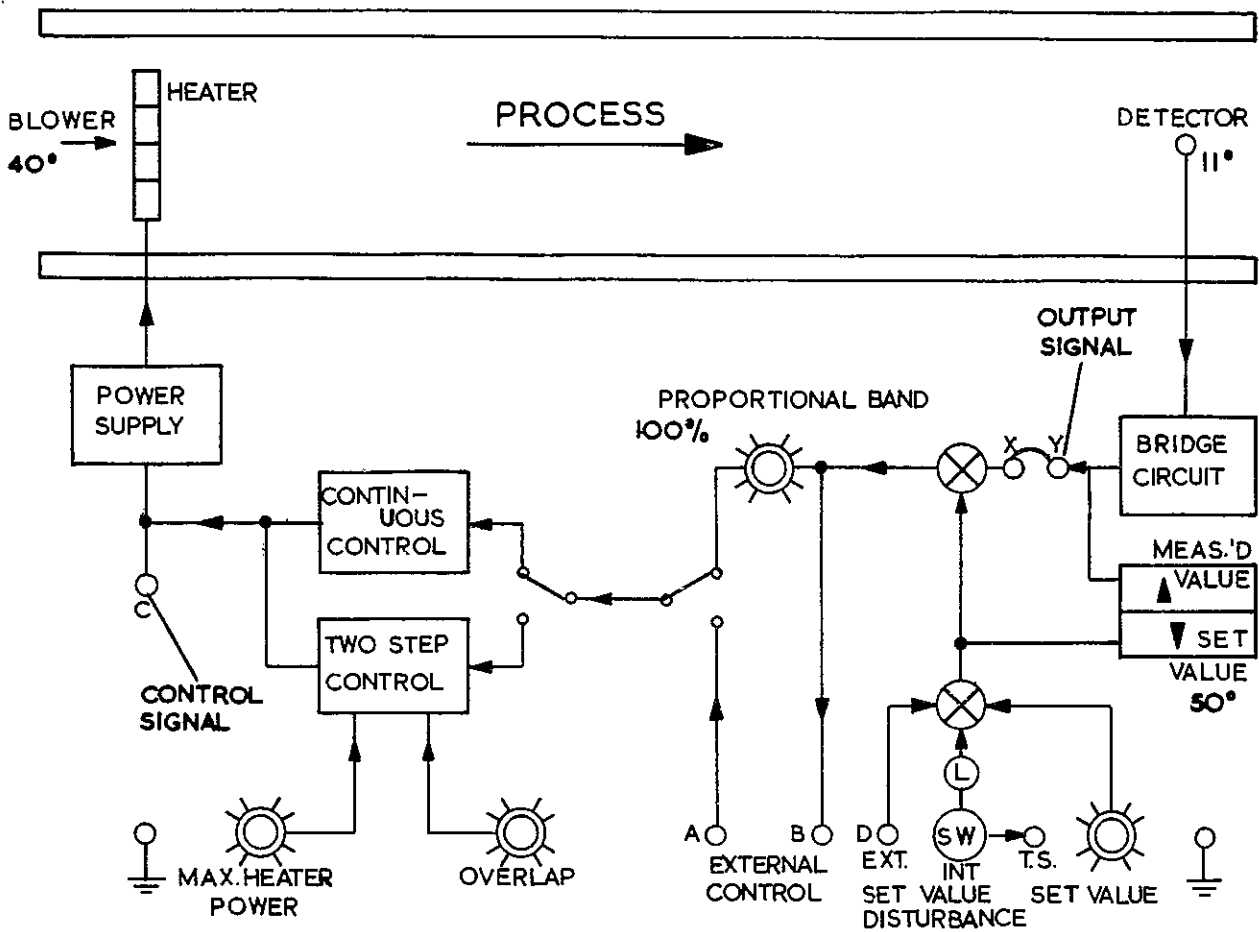 HEATER
BLOWER
40°
PROCESS
DETECTOR
11°
OUTPUT
SIGNAL
POWER
SUPPLY
PROPORTIONAL BAND
100%
X Y
BRIDGE
CIRCUIT
CONTIN-
UOUS
CONTROL
MEAS.'D
VALUE
SET
VALUE
50°
C
TWO STEP
CONTROL
CONTROL
SIGNAL
L
A
B
D
SW
EXT.
INT
T.S.
MAX. HEATER
POWER
OVERLAP
EXTERNAL
CONTROL
SET VALUE
DISTURBANCE
SET VALUE